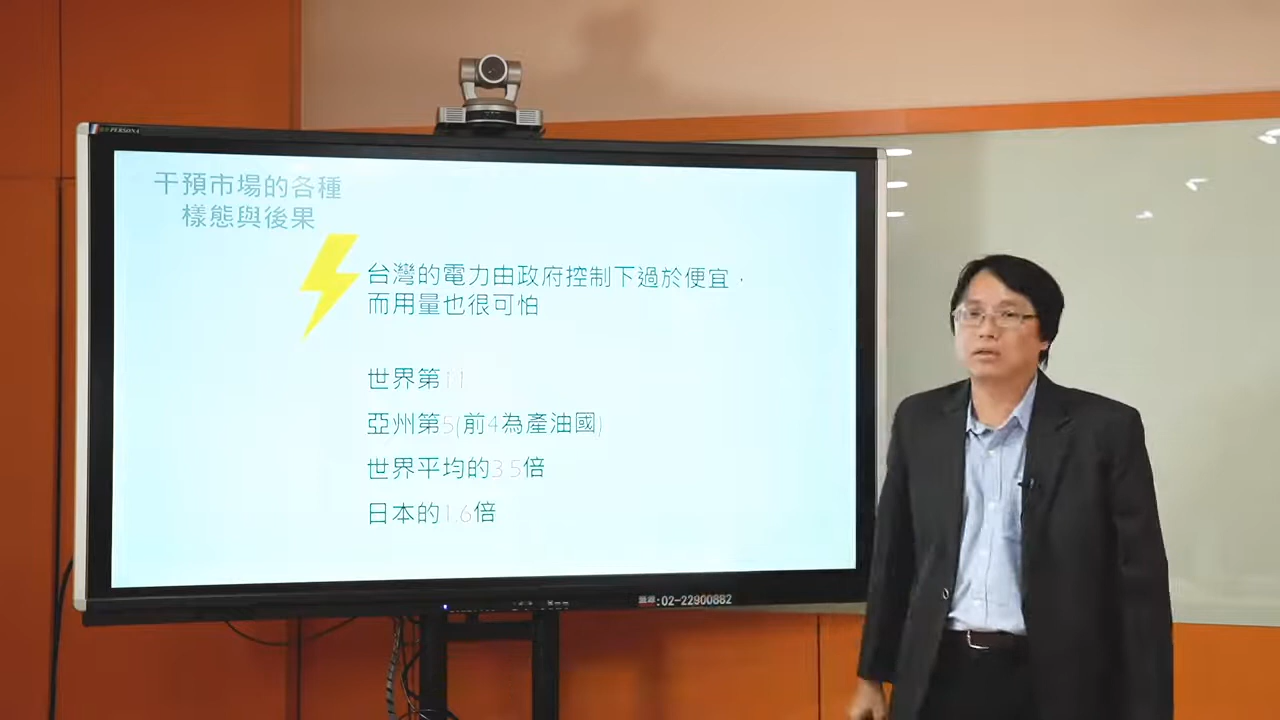 PERSONA
干預市場的各種
樣態與後果
台灣的電力由政府控制下過於便宜，
而用量也很可怕
世界第11
亞州第5(前4為產油國)
世界平均的3.5倍
日本的1.6倍
:02-22900882